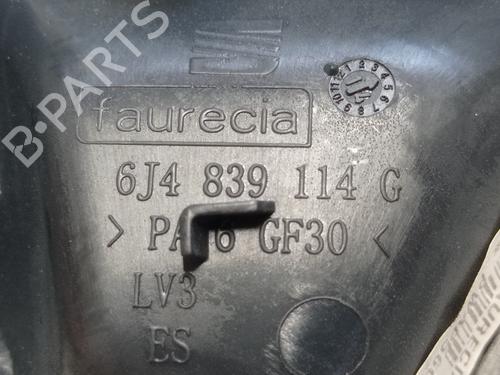 faurecia
6J4 839 114 G
> PA 6 GF30 <
LV3
ES
B-Parts